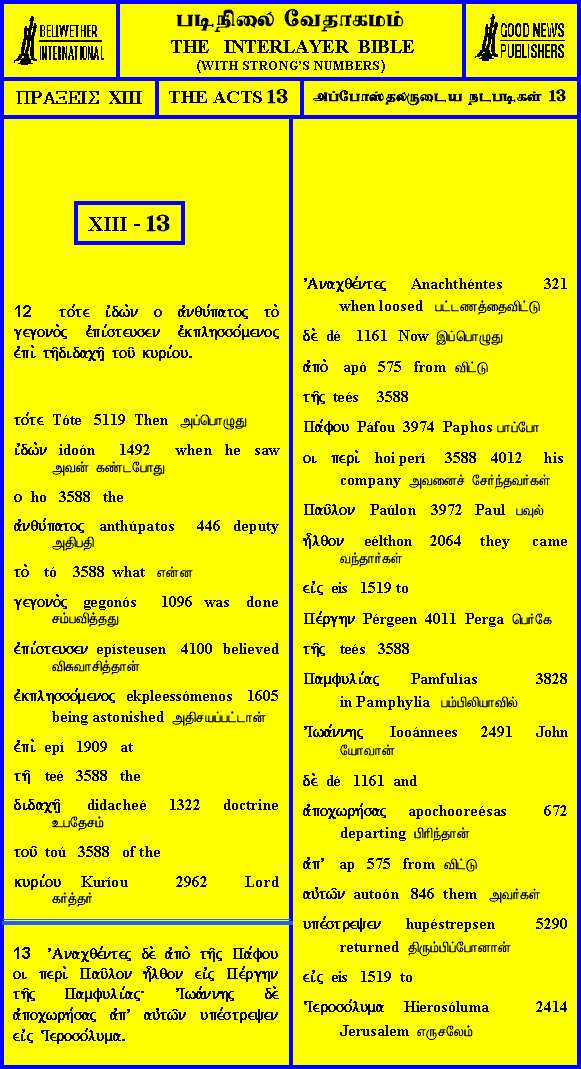 BELLWETHER
INTERNATIONAL
படிநிலை வேதாகமம்
THE INTERLAYER BIBLE
(WITH STRONG'S NUMBERS)
GOOD NEWS
PUBLISHERS
ΠΡΑΞΕΙΣ XIII
THE ACTS 13
அப்போஸ்தலருடைய நடபடிகள் 13
XIII - 13
12 τότε ἰδὼν ο ἀνθύπατος τὸ
γεγονὸς ἐπίστευσεν ἐκπλησσόμενος
ἐπὶ τῆδιδαχῆ τοῦ κυρίου.
τότε Tóte 5119 Then அப்பொழுது
ἰδὼν idoón 1492 when he saw
அவன் கண்டபோது
ο ho 3588 the
ἀνθύπατος anthúpatos 446 deputy
அதிபதி
τὸ tó 3588 what என்ன
γεγονὸς gegonós 1096 was done
சம்பவித்தது
ἐπίστευσεν epísteusen 4100 believed
விசுவாசித்தான்
ἐκπλησσόμενος ekpleessómenos 1605
being astonished அதிசயப்பட்டான்
ἐπὶ epí 1909 at
τῆ teé 3588 the
διδαχῆ didacheé 1322 doctrine
உபதேசம்
τοῦ toú 3588 of the
κυρίου Kuríou 2962 Lord
கர்த்தர்
13 Ἀναχθέντες δὲ ἀπὸ τῆς Πάφου
οι περὶ Παῦλον ἦλθον εἰς Πέργην
τῆς Παμφυλίας· Ἰωάννης δὲ
ἀποχωρήσας ἀπ' αὐτῶν υπέστρεψεν
εἰς Ἱεροσόλυμα.
Ἀναχθέντες Anachthéntes 321
when loosed பட்டணத்தைவிட்டு
δὲ dé 1161 Now இப்பொழுது
ἀπὸ apó 575 from விட்டு
τῆς teés 3588
Πάφου Páfou 3974 Paphos பாப்போ
οι περὶ hoi perí 3588 4012 his
company அவனைச் சேர்ந்தவர்கள்
Παῦλον Paúlon 3972 Paul பவுல்
ἦλθον eélthon 2064 they came
வந்தார்கள்
εἰς eis 1519 to
Πέργην Pérgeen 4011 Perga பெர்கே
τῆς teés 3588
Παμφυλίας Pamfulías 3828
in Pamphylia பம்பிலியாவில்
Ἰωάννης Iooánnees 2491 John
யோவான்
δὲ dé 1161 and
ἀποχωρήσας apochooreésas 672
departing பிரிந்தான்
ἀπ' ap 575 from விட்டு
αὐτῶν autoón 846 them அவர்கள்
υπέστρεψεν hupéstrepsen 5290
returned திரும்பிப்போனான்
εἰς eis 1519 to
Ἱεροσόλυμα Hierosóluma 2414
Jerusalem எருசலேம்